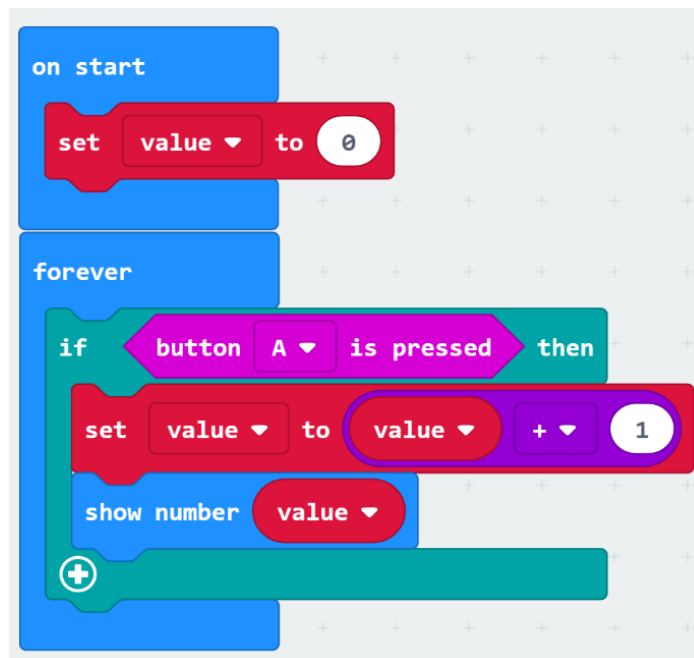 on start
set value to 0
forever
if button A is pressed then
set value to value + 1
show number value